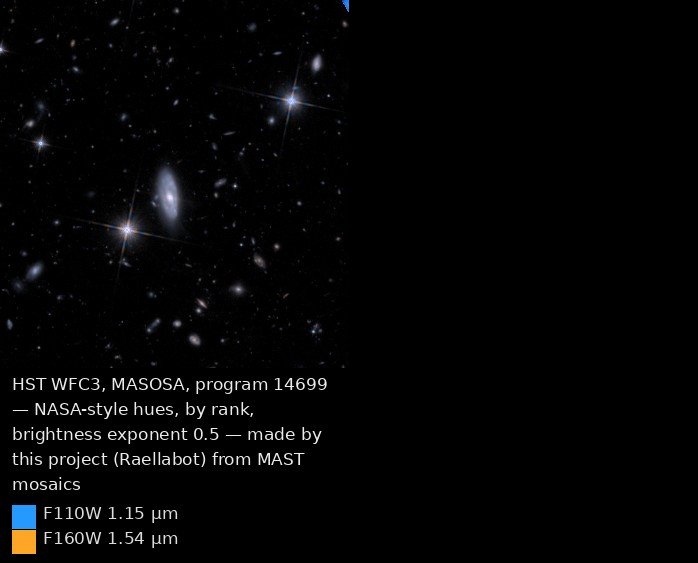 HST WFC3, MASOSA, program 14699
— NASA-style hues, by rank,
brightness exponent 0.5 — made by
this project (Raellabot) from MAST
mosaics
F110W 1.15 µm
F160W 1.54 µm